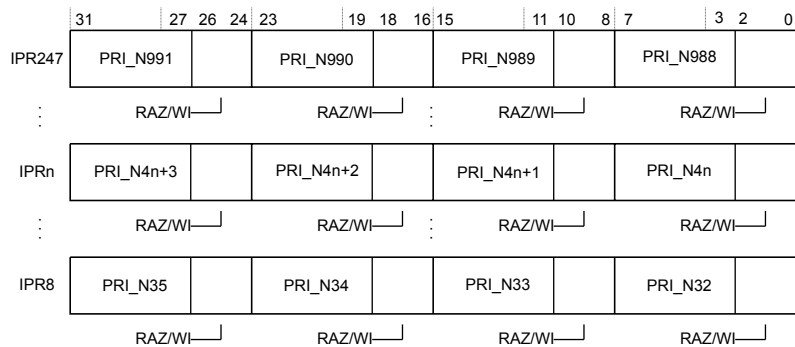 31 27 26 24 23 19 18 16 15 11 10 8 7 3 2 0
IPR247 PRI_N991 PRI_N990 PRI_N989 PRI_N988
RAZ/WI RAZ/WI RAZ/WI RAZ/WI
IPRn PRI_N4n+3 PRI_N4n+2 PRI_N4n+1 PRI_N4n
RAZ/WI RAZ/WI RAZ/WI RAZ/WI
IPR8 PRI_N35 PRI_N34 PRI_N33 PRI_N32
RAZ/WI RAZ/WI RAZ/WI RAZ/WI